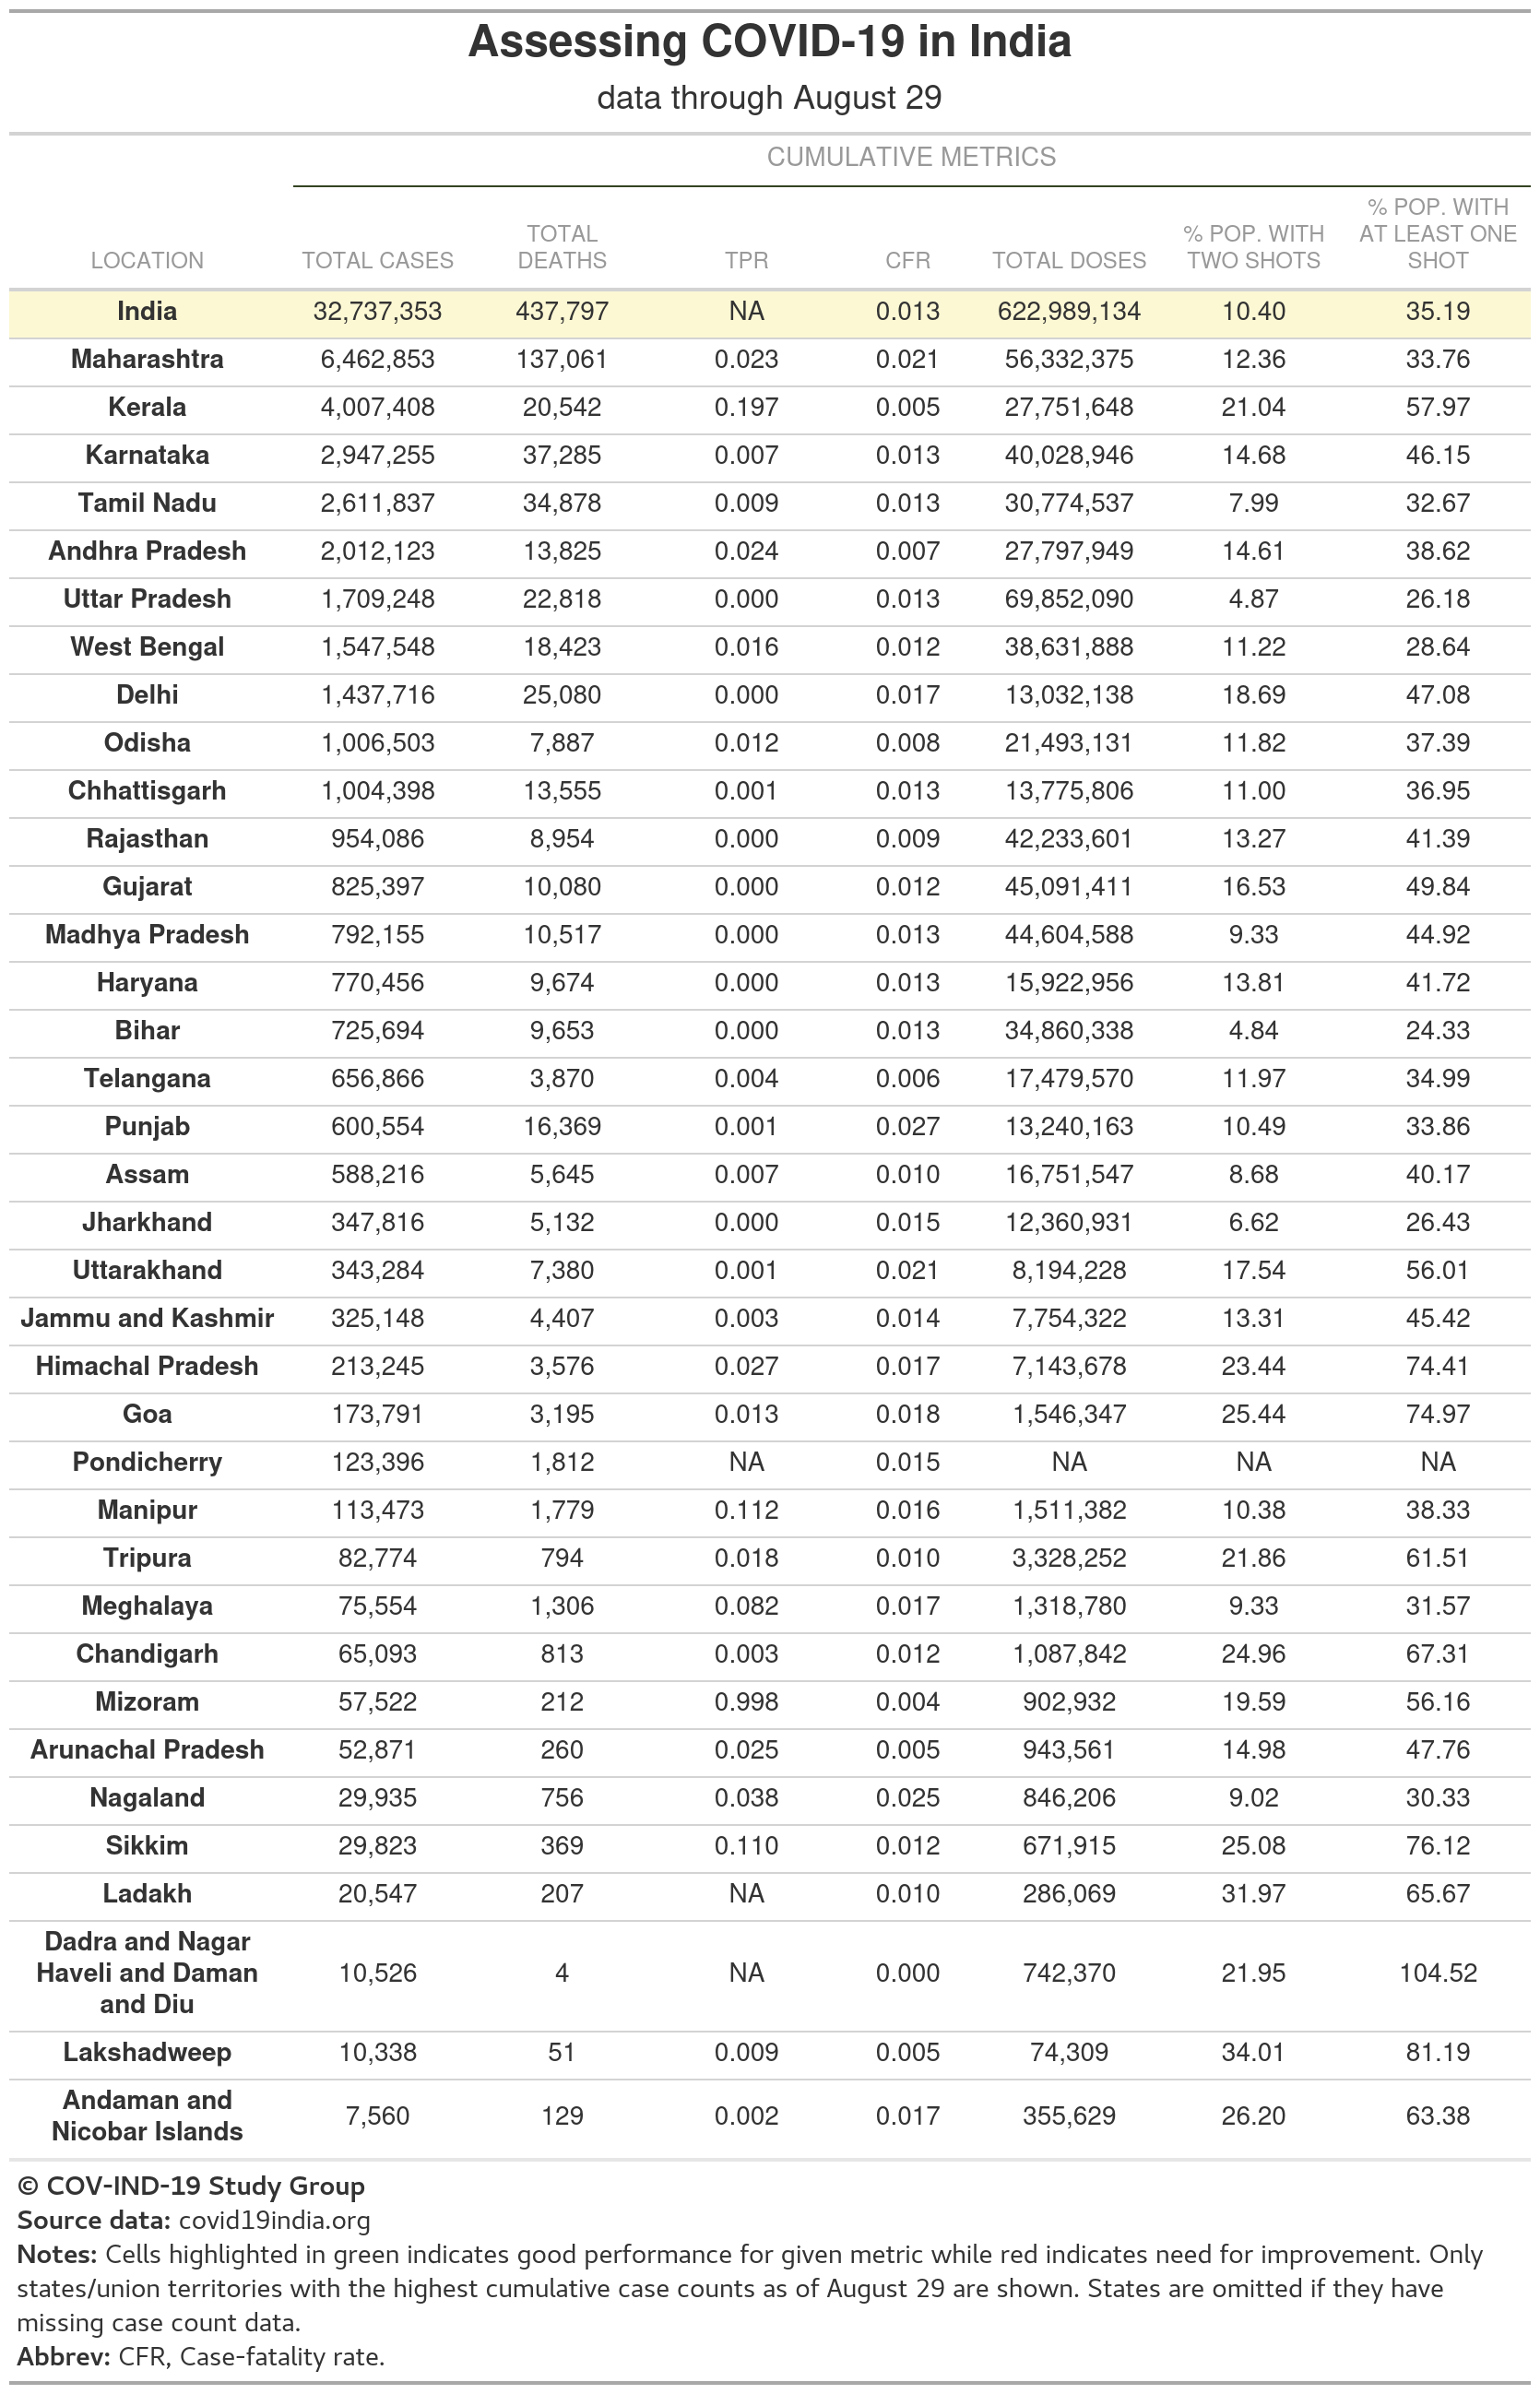 Assessing COVID-19 in India
data through August 29
CUMULATIVE METRICS
LOCATION TOTAL CASES TOTAL DEATHS TPR CFR TOTAL DOSES % POP. WITH TWO SHOTS % POP. WITH AT LEAST ONE SHOT
India 32,737,353 437,797 NA 0.013 622,989,134 10.40 35.19
Maharashtra 6,462,853 137,061 0.023 0.021 56,332,375 12.36 33.76
Kerala 4,007,408 20,542 0.197 0.005 27,751,648 21.04 57.97
Karnataka 2,947,255 37,285 0.007 0.013 40,028,946 14.68 46.15
Tamil Nadu 2,611,837 34,878 0.009 0.013 30,774,537 7.99 32.67
Andhra Pradesh 2,012,123 13,825 0.024 0.007 27,797,949 14.61 38.62
Uttar Pradesh 1,709,248 22,818 0.000 0.013 69,852,090 4.87 26.18
West Bengal 1,547,548 18,423 0.016 0.012 38,631,888 11.22 28.64
Delhi 1,437,716 25,080 0.000 0.017 13,032,138 18.69 47.08
Odisha 1,006,503 7,887 0.012 0.008 21,493,131 11.82 37.39
Chhattisgarh 1,004,398 13,555 0.001 0.013 13,775,806 11.00 36.95
Rajasthan 954,086 8,954 0.000 0.009 42,233,601 13.27 41.39
Gujarat 825,397 10,080 0.000 0.012 45,091,411 16.53 49.84
Madhya Pradesh 792,155 10,517 0.000 0.013 44,604,588 9.33 44.92
Haryana 770,456 9,674 0.000 0.013 15,922,956 13.81 41.72
Bihar 725,694 9,653 0.000 0.013 34,860,338 4.84 24.33
Telangana 656,866 3,870 0.004 0.006 17,479,570 11.97 34.99
Punjab 600,554 16,369 0.001 0.027 13,240,163 10.49 33.86
Assam 588,216 5,645 0.007 0.010 16,751,547 8.68 40.17
Jharkhand 347,816 5,132 0.000 0.015 12,360,931 6.62 26.43
Uttarakhand 343,284 7,380 0.001 0.021 8,194,228 17.54 56.01
Jammu and Kashmir 325,148 4,407 0.003 0.014 7,754,322 13.31 45.42
Himachal Pradesh 213,245 3,576 0.027 0.017 7,143,678 23.44 74.41
Goa 173,791 3,195 0.013 0.018 1,546,347 25.44 74.97
Pondicherry 123,396 1,812 NA 0.015 NA NA NA
Manipur 113,473 1,779 0.112 0.016 1,511,382 10.38 38.33
Tripura 82,774 794 0.018 0.010 3,328,252 21.86 61.51
Meghalaya 75,554 1,306 0.082 0.017 1,318,780 9.33 31.57
Chandigarh 65,093 813 0.003 0.012 1,087,842 24.96 67.31
Mizoram 57,522 212 0.998 0.004 902,932 19.59 56.16
Arunachal Pradesh 52,871 260 0.025 0.005 943,561 14.98 47.76
Nagaland 29,935 756 0.038 0.025 846,206 9.02 30.33
Sikkim 29,823 369 0.110 0.012 671,915 25.08 76.12
Ladakh 20,547 207 NA 0.010 286,069 31.97 65.67
Dadra and Nagar Haveli and Daman and Diu 10,526 4 NA 0.000 742,370 21.95 104.52
Lakshadweep 10,338 51 0.009 0.005 74,309 34.01 81.19
Andaman and Nicobar Islands 7,560 129 0.002 0.017 355,629 26.20 63.38
© COV-IND-19 Study Group
Source data: covid19india.org
Notes: Cells highlighted in green indicates good performance for given metric while red indicates need for improvement. Only
states/union territories with the highest cumulative case counts as of August 29 are shown. States are omitted if they have
missing case count data.
Abbrev: CFR, Case-fatality rate.